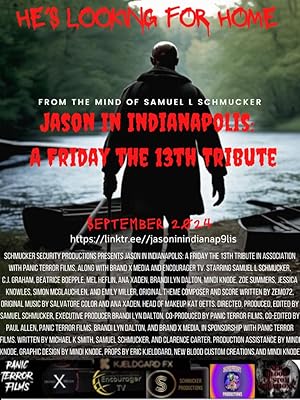 HE'S LOOKING FOR HOME
FROM THE MIND OF SAMUEL L SCHMUCKER
JASON IN INDIANAPOLIS:
A FRIDAY THE 13TH TRIBUTE
SEPTEMBER 2024
https://linktr.ee//jasoninindianap9lis
SCHMUCKER SECURITY PRODUCTIONS PRESENTS JASON IN INDIANAPOLIS: A FRIDAY THE 13TH TRIBUTE IN ASSOCIATION
WITH PANIC TERROR FILMS. ALONG WITH BRAND X MEDIA AND ENCOURAGER TV. STARRING SAMUEL L SCHMUCKER,
C.J. GRAHAM, BEATRICE BOEPPLE, MEL HEFLIN, ANA XADEN, BRANDI LYN DALTON, MINDI KNODE, ZOE SUMMERS, JESSICA
KNOWLES, SIMON MCGLAUCHLEN, AND EMILY MILLER, ORIGINAL THEME COMPOSER AND SCORE WRITTEN BY ZEMO72,
ORIGINAL MUSIC BY SALVATORE COLOR AND ANA XADEN. HEAD OF MAKEUP KAT GETTS. DIRECTED, PRODUCED, EDITED BY
SAMUEL SCHMUCKER, EXECUTIVE PRODUCER BRANDI LYN DALTON, CO-PRODUCED BY PANIC TERROR FILMS. CO-EDITED BY
PAUL ALLEN, PANIC TERROR FILMS, BRANDI LYN DALTON, AND BRAND X MEDIA. IN SPONSORSHIP WITH PANIC TERROR
FILMS. WRITTEN BY MICHAEL K SMITH, SAMUEL SCHMUCKER, AND CLARENCE CARTER. PRODUCTION ASSISTANCE BY MINDI
KNODE, GRAPHIC DESIGN BY MINDI KNODE, PROPS BY ERIC KJELDGARD, NEW BLOOD CUSTOM CREATIONS AND MINDI KNODE
KJELDGARD FX
PANIC
TERROR
FILMS
X
Encourager
TV
S
SCHMUCKER
PRODUCTIONS
PRODUCTIONS